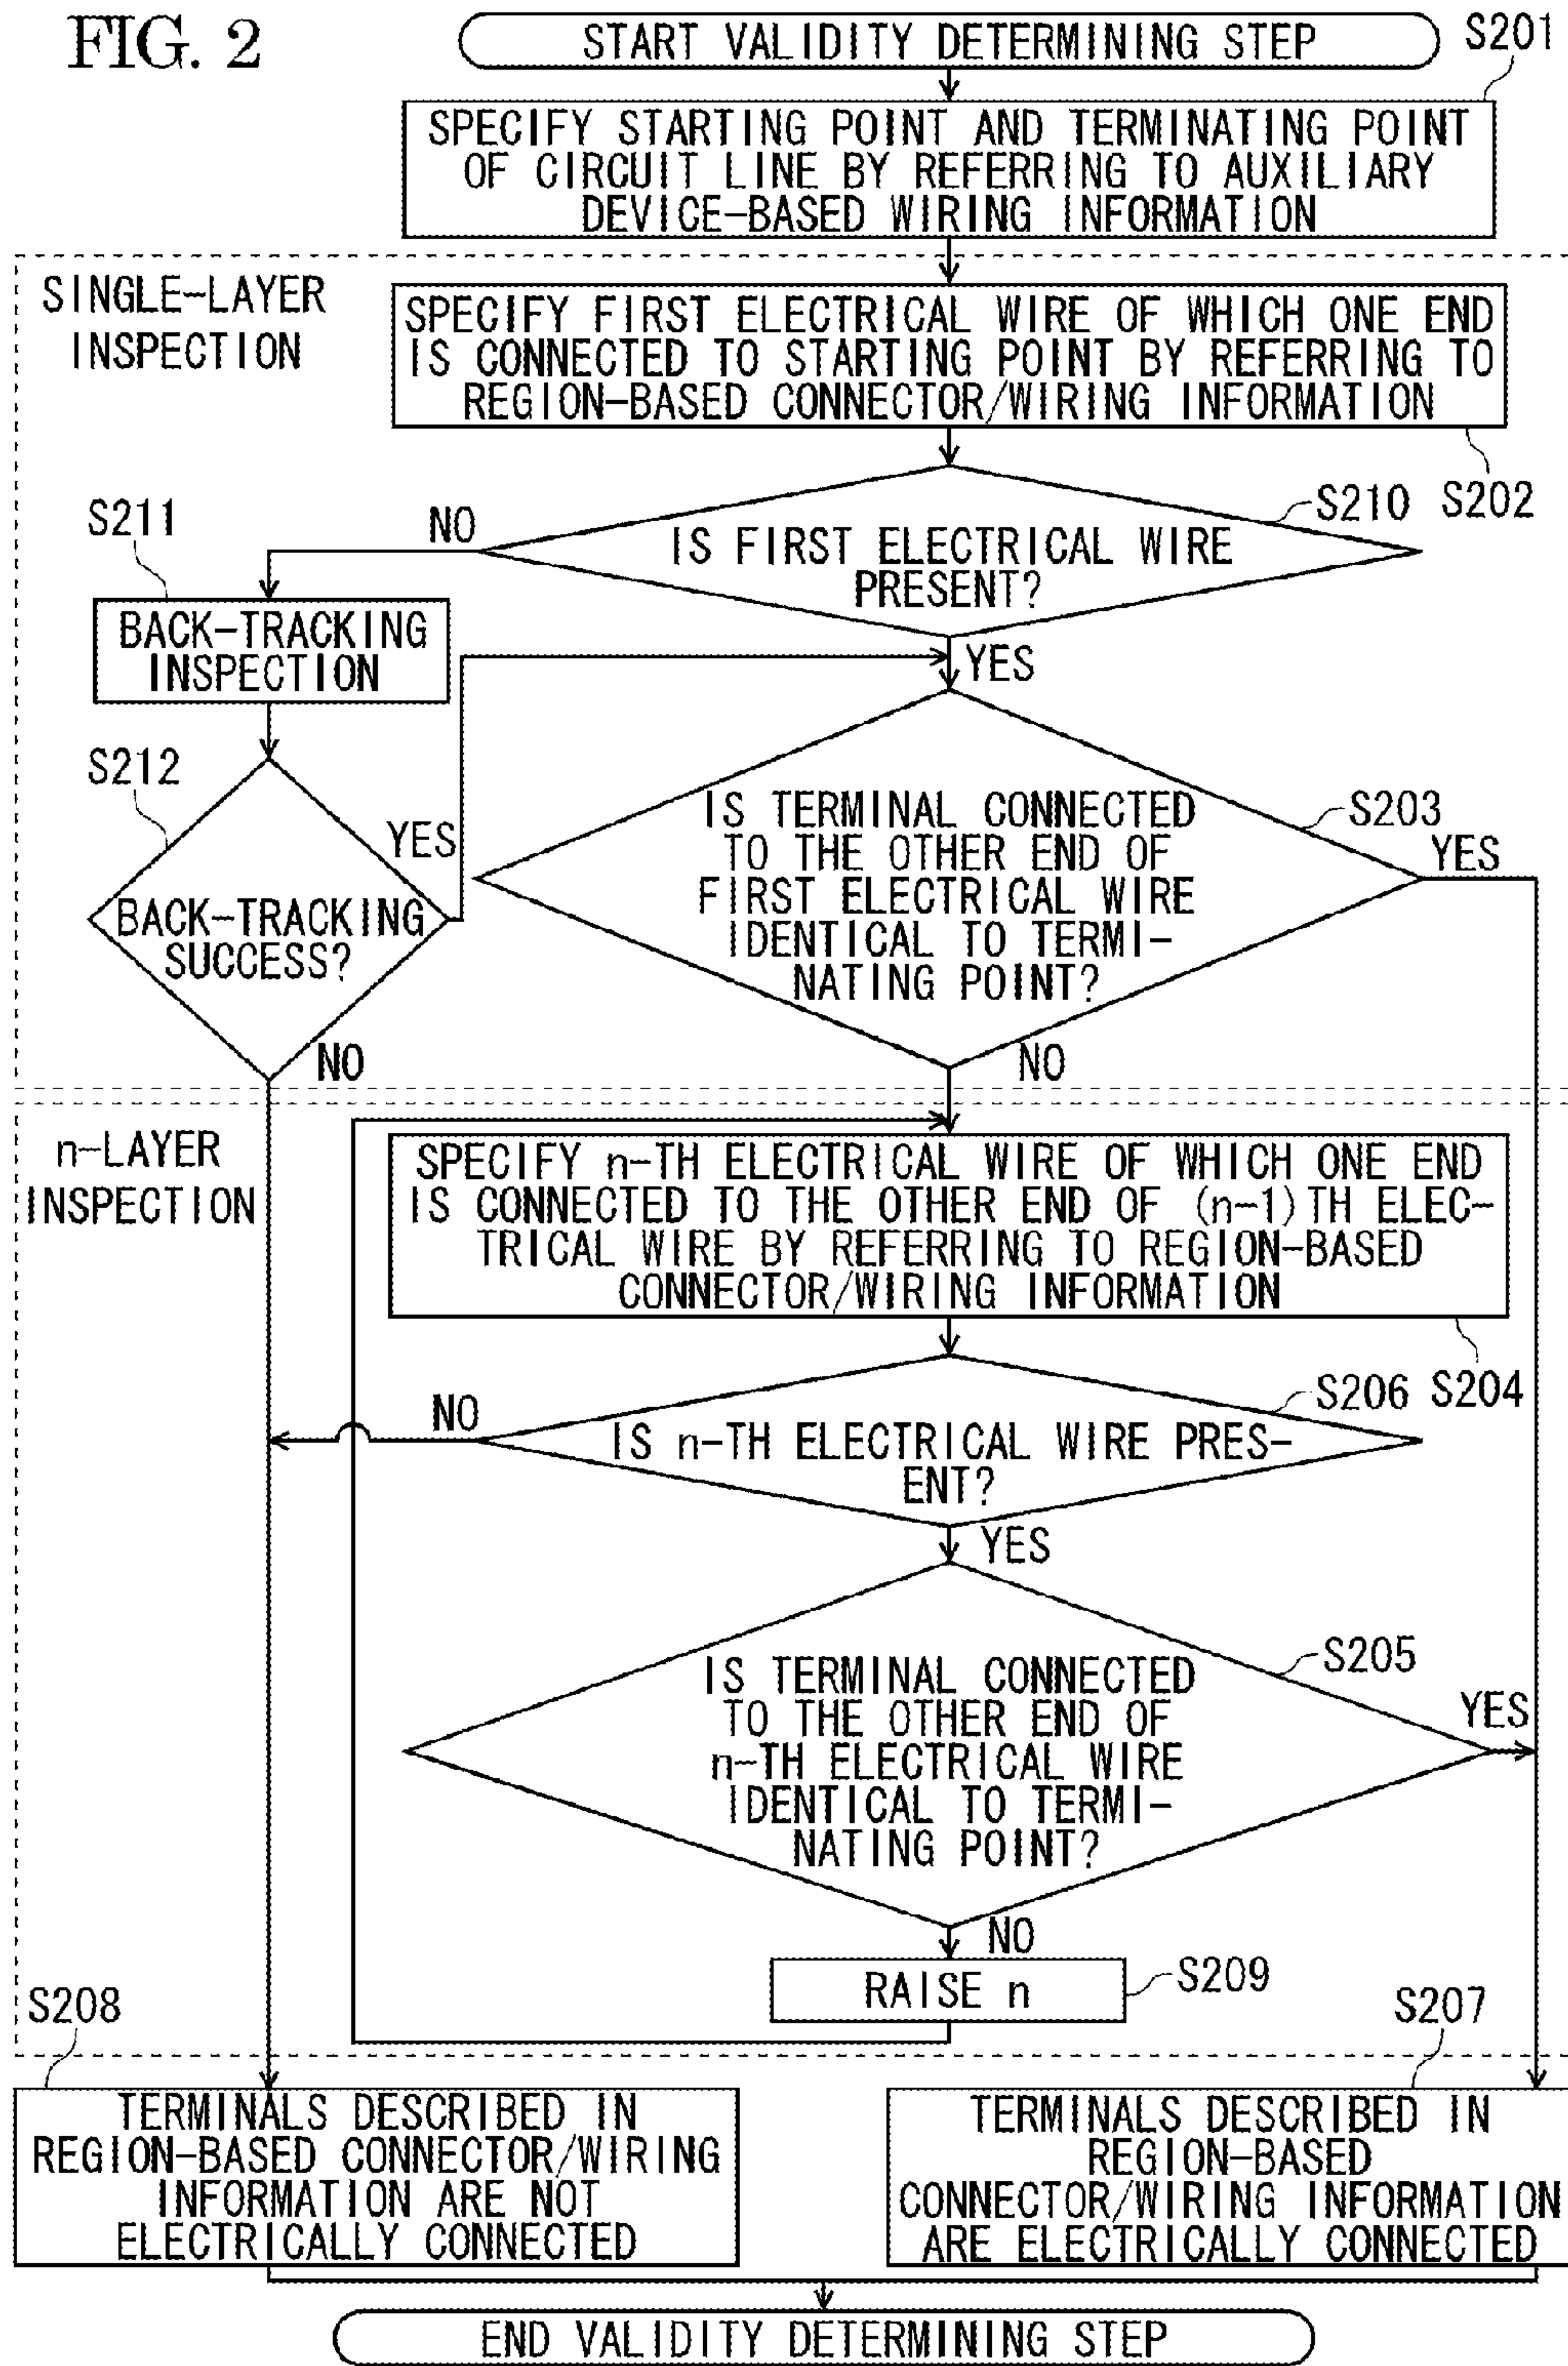 FIG. 2
START VALIDITY DETERMINING STEP
S201
SPECIFY STARTING POINT AND TERMINATING POINT
OF CIRCUIT LINE BY REFERRING TO AUXILIARY
DEVICE-BASED WIRING INFORMATION
SINGLE-LAYER
INSPECTION
SPECIFY FIRST ELECTRICAL WIRE OF WHICH ONE END
IS CONNECTED TO STARTING POINT BY REFERRING TO
REGION-BASED CONNECTOR/WIRING INFORMATION
S202
S210
IS FIRST ELECTRICAL WIRE
PRESENT?
NO
YES
S211
BACK-TRACKING
INSPECTION
S212
BACK-TRACKING
SUCCESS?
YES
NO
S203
IS TERMINAL CONNECTED
TO THE OTHER END OF
FIRST ELECTRICAL WIRE
IDENTICAL TO TERMI-
NATING POINT?
YES
NO
n-LAYER
INSPECTION
SPECIFY n-TH ELECTRICAL WIRE OF WHICH ONE END
IS CONNECTED TO THE OTHER END OF (n-1)TH ELEC-
TRICAL WIRE BY REFERRING TO REGION-BASED
CONNECTOR/WIRING INFORMATION
S204
S206
NO
IS n-TH ELECTRICAL WIRE PRES-
ENT?
YES
S205
IS TERMINAL CONNECTED
TO THE OTHER END OF
n-TH ELECTRICAL WIRE
IDENTICAL TO TERMI-
NATING POINT?
YES
NO
RAISE n
S209
S208
TERMINALS DESCRIBED IN
REGION-BASED CONNECTOR/WIRING
INFORMATION ARE NOT
ELECTRICALLY CONNECTED
S207
TERMINALS DESCRIBED IN
REGION-BASED
CONNECTOR/WIRING INFORMATION
ARE ELECTRICALLY CONNECTED
END VALIDITY DETERMINING STEP